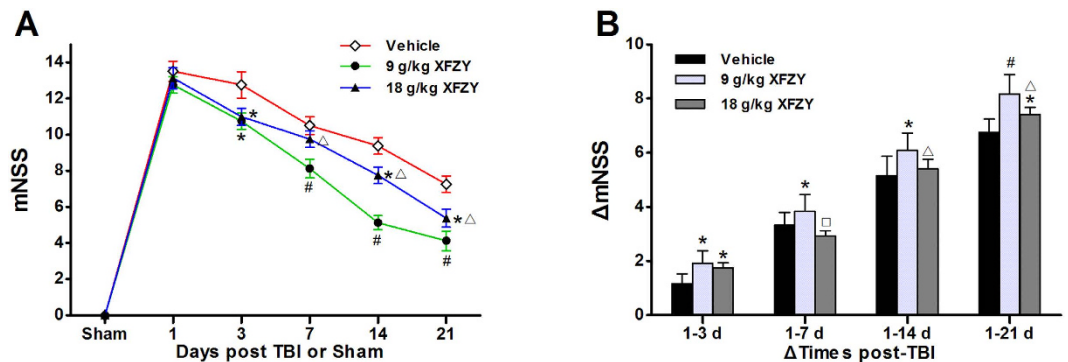 A
mNSS
14
12
10
8
6
4
2
0
Vehicle
9 g/kg XFZY
18 g/kg XFZY
*
*
△
#
*△
#
*△
#
Sham 1 3 7 14 21
Days post TBI or Sham
B
ΔmNSS
10
8
6
4
2
0
Vehicle
9 g/kg XFZY
18 g/kg XFZY
* *
* □
* △
# △
*
1-3 d 1-7 d 1-14 d 1-21 d
ΔTimes post-TBI